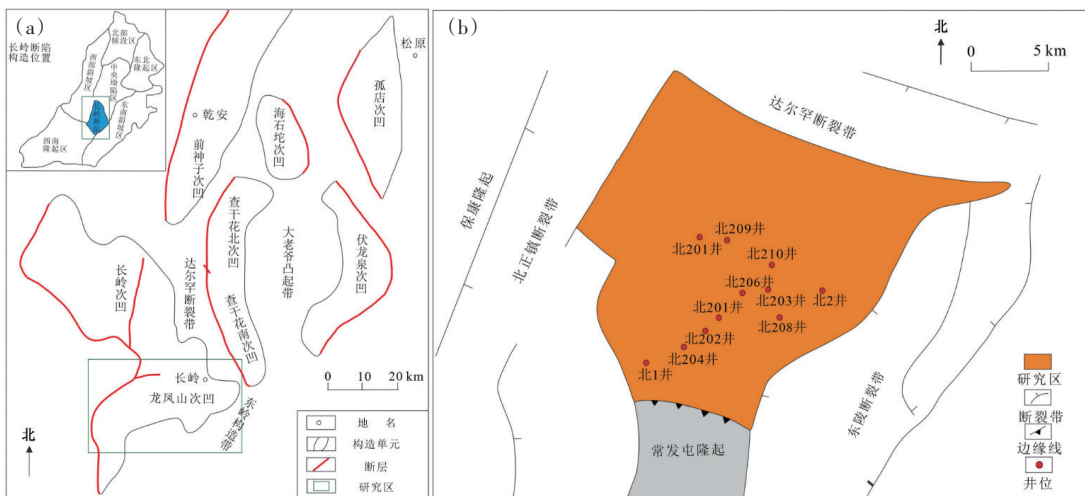 (a)
长岭断陷
构造位置
北部
倾没区
西部斜坡区
东北
隆起区
中央坳陷区
长岭断陷
东南斜坡区
西南
隆起区
松原
孤店次凹
乾安
前神子次凹
海石坨次凹
查干花北次凹
大老爷凸起带
伏龙泉次凹
长岭次凹
达尔罕断裂带
查干花南次凹
长岭
龙凤山次凹
东岭构造带
0 10 20 km
北
地 名
构造单元
断层
研究区
(b)
北
0 5 km
达尔罕断裂带
保康隆起
北正镇断裂带
北209井
北201井
北210井
北206井
北203井
北2井
北201井
北208井
北202井
北204井
北1井
常发屯隆起
东陵断裂带
研究区
断裂带
边缘线
井位